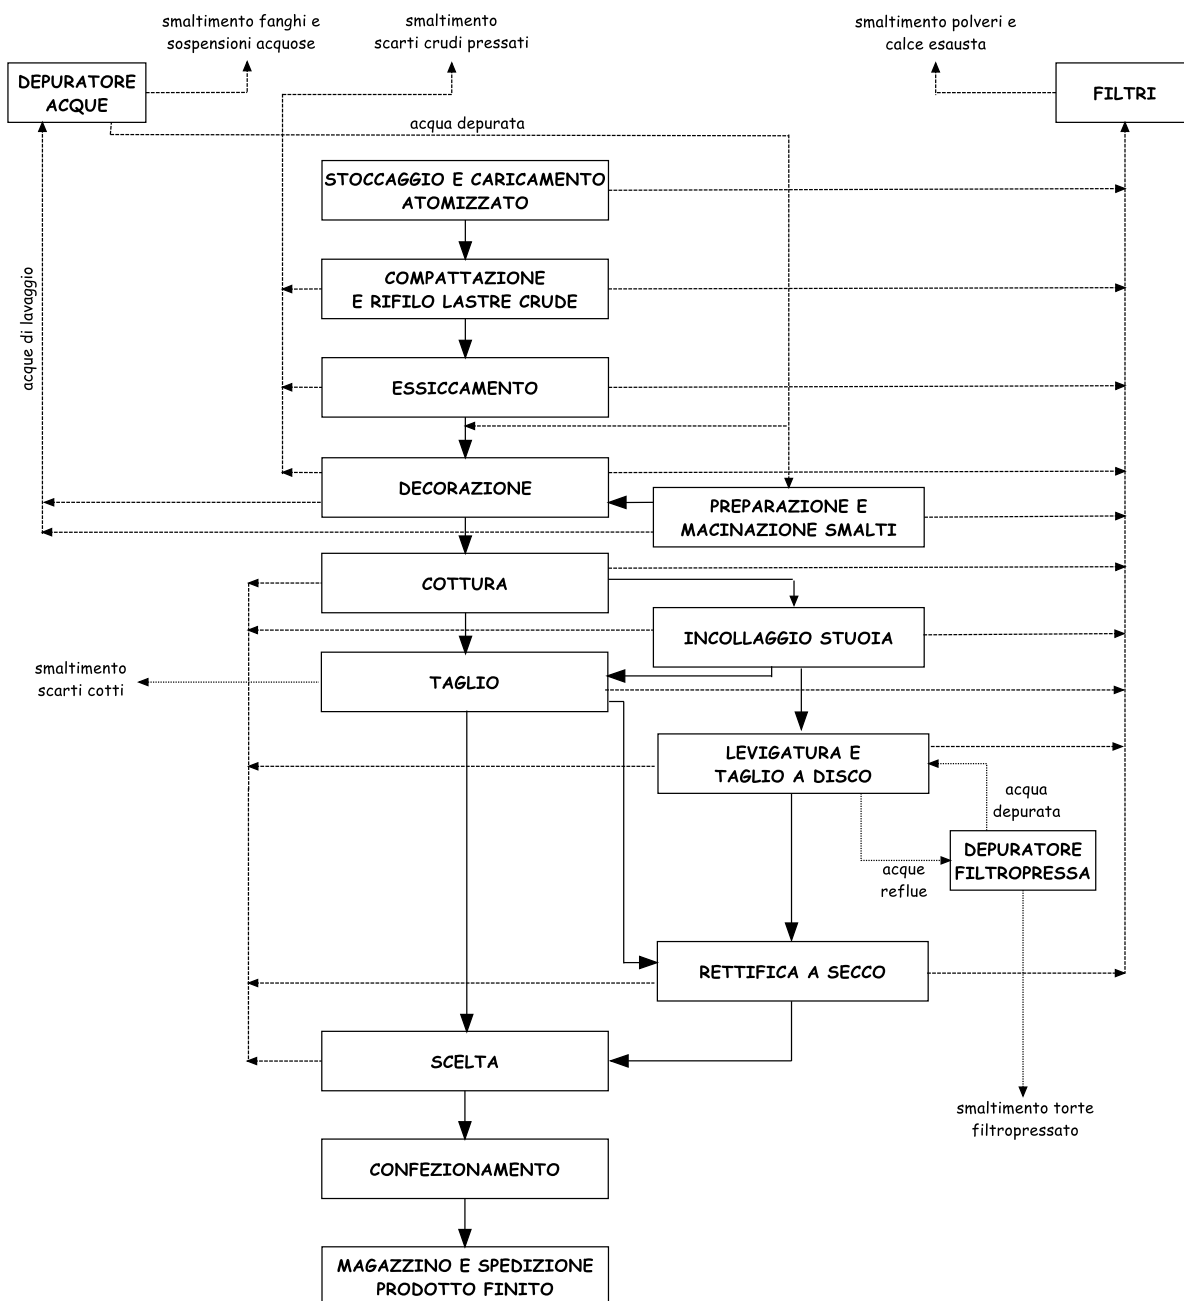 smaltimento fanghi e
sospensioni acquose
smaltimento
scarti crudi pressati
smaltimento polveri e
calce esausta
DEPURATORE
ACQUE
FILTRI
acqua depurata
STOCCAGGIO E CARICAMENTO
ATOMIZZATO
acque di lavaggio
COMPATTAZIONE
E RIFILO LASTRE CRUDE
ESSICCAMENTO
DECORAZIONE
PREPARAZIONE E
MACINAZIONE SMALTI
COTTURA
INCOLLAGGIO STUOIA
smaltimento
scarti cotti
TAGLIO
LEVIGATURA E
TAGLIO A DISCO
acqua
depurata
DEPURATORE
FILTROPRESSA
acque
reflue
RETTIFICA A SECCO
SCELTA
smaltimento torte
filtropressato
CONFEZIONAMENTO
MAGAZZINO E SPEDIZIONE
PRODOTTO FINITO